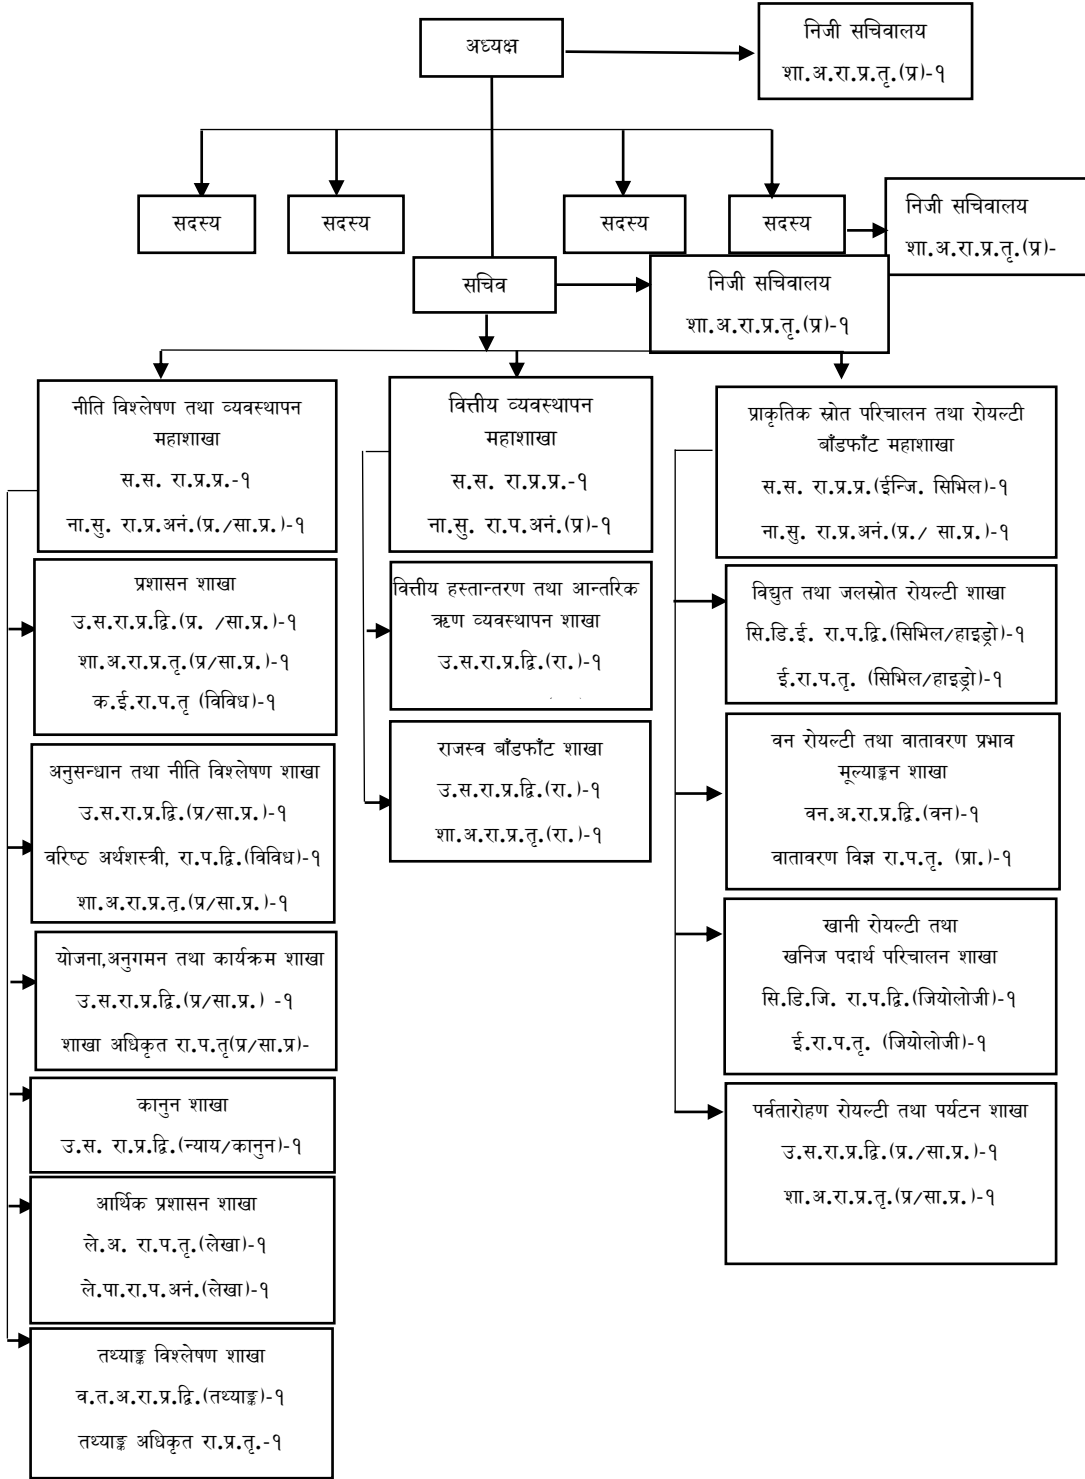 अध्यक्ष
निजी सचिवालय
शा.अ.रा.प्र.तृ.(प्र)-१
सदस्य
सदस्य
सदस्य
सदस्य
निजी सचिवालय
शा.अ.रा.प्र.तृ.(प्र)-
सचिव
निजी सचिवालय
शा.अ.रा.प्र.तृ.(प्र)-१
नीति विश्लेषण तथा व्यवस्थापन
महाशाखा
स.स. रा.प्र.प्र.-१
ना.सु. रा.प्र.अनं.(प्र./सा.प्र.)-१
प्रशासन शाखा
उ.स.रा.प्र.द्वि.(प्र. /सा.प्र.)-१
शा.अ.रा.प्र.तृ.(प्र/सा.प्र.)-१
क.ई.रा.प.तृ (विविध)-१
अनुसन्धान तथा नीति विश्लेषण शाखा
उ.स.रा.प्र.द्वि.(प्र/सा.प्र.)-१
वरिष्ठ अर्थशस्त्री, रा.प.द्वि.(विविध)-१
शा.अ.रा.प्र.तृ.(प्र/सा.प्र.)-१
योजना,अनुगमन तथा कार्यक्रम शाखा
उ.स.रा.प्र.द्वि.(प्र/सा.प्र.) -१
शाखा अधिकृत रा.प.तृ(प्र/सा.प्र)-
कानुन शाखा
उ.स. रा.प्र.द्वि.(न्याय/कानुन)-१
आर्थिक प्रशासन शाखा
ले.अ. रा.प.तृ.(लेखा)-१
ले.पा.रा.प.अनं.(लेखा)-१
तथ्याङ्क विश्लेषण शाखा
व.त.अ.रा.प्र.द्वि.(तथ्याङ्क)-१
तथ्याङ्क अधिकृत रा.प्र.तृ.-१
वित्तीय व्यवस्थापन
महाशाखा
स.स. रा.प्र.प्र.-१
ना.सु. रा.प.अनं.(प्र)-१
वित्तीय हस्तान्तरण तथा आन्तरिक
ऋण व्यवस्थापन शाखा
उ.स.रा.प्र.द्वि.(रा.)-१
राजस्व बाँडफाँट शाखा
उ.स.रा.प्र.द्वि.(रा.)-१
शा.अ.रा.प्र.तृ.(रा.)-१
प्राकृतिक स्रोत परिचालन तथा रोयल्टी
बाँडफाँट महाशाखा
स.स. रा.प्र.प्र.(ईन्जि. सिभिल)-१
ना.सु. रा.प्र.अनं.(प्र./ सा.प्र.)-१
विद्युत तथा जलस्रोत रोयल्टी शाखा
सि.डि.ई. रा.प.द्वि.(सिभिल/हाइड्रो)-१
ई.रा.प.तृ. (सिभिल/हाइड्रो)-१
वन रोयल्टी तथा वातावरण प्रभाव
मूल्याङ्कन शाखा
वन.अ.रा.प्र.द्वि.(वन)-१
वातावरण विज्ञ रा.प.तृ. (प्रा.)-१
खानी रोयल्टी तथा
खनिज पदार्थ परिचालन शाखा
सि.डि.जि. रा.प.द्वि.(जियोलोजी)-१
ई.रा.प.तृ. (जियोलोजी)-१
पर्वतारोहण रोयल्टी तथा पर्यटन शाखा
उ.स.रा.प्र.द्वि.(प्र./सा.प्र.)-१
शा.अ.रा.प्र.तृ.(प्र/सा.प्र.)-१